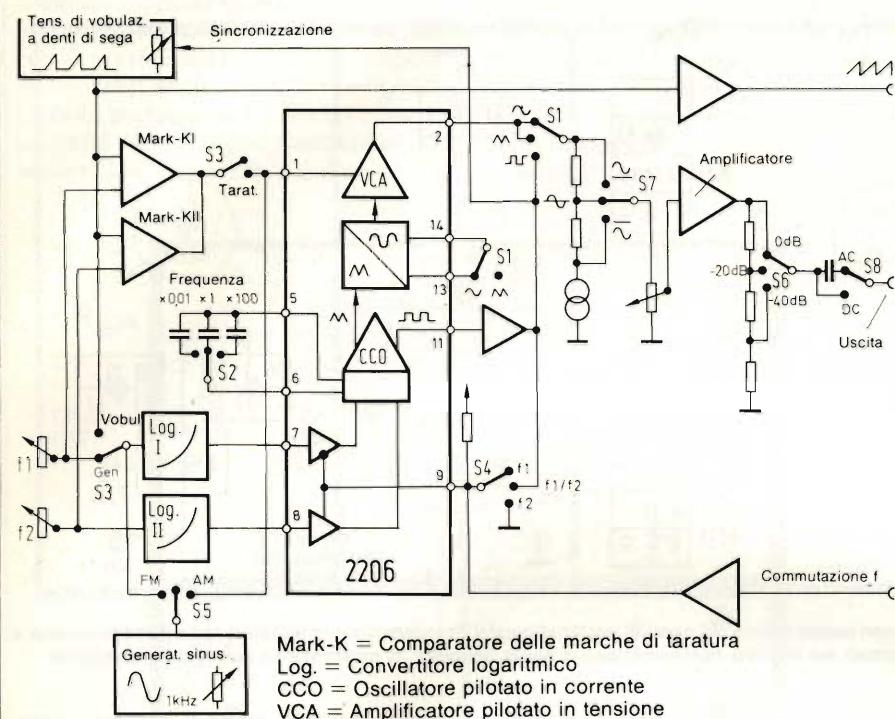 Tens. di vobulaz.
a denti di sega
Sincronizzazione
Mark-KI
S3
Tarat.
1
2
VCA
S1
S7
Amplificatore
Mark-KII
14
S1
13
Frequenza
×0,01 ×1 ×100
5
S2
6
CCO
11
0dB
-20dB
S6
-40dB
AC
S8
DC
Uscita
Vobul
f1
Gen
S3
Log.
I
7
9
S4
f1
f1/f2
f2
f2
Log.
II
8
2206
FM
AM
S5
Commutazione f
Generat. sinus.
1kHz
Mark-K = Comparatore delle marche di taratura
Log. = Convertitore logaritmico
CCO = Oscillatore pilotato in corrente
VCA = Amplificatore pilotato in tensione